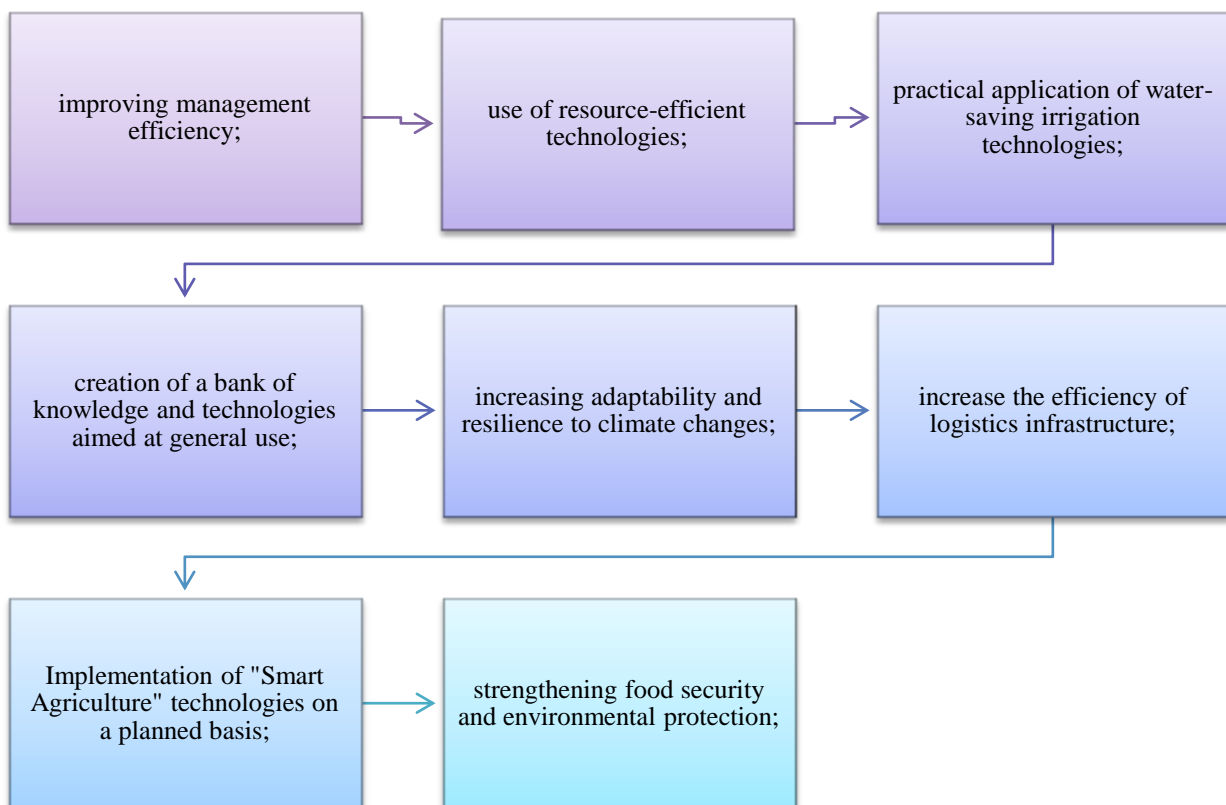 improving management
efficiency;
use of resource-efficient
technologies;
practical application of water-
saving irrigation
technologies;
creation of a bank of
knowledge and technologies
aimed at general use;
increasing adaptability and
resilience to climate changes;
increase the efficiency of
logistics infrastructure;
Implementation of "Smart
Agriculture" technologies on
a planned basis;
strengthening food security
and environmental protection;